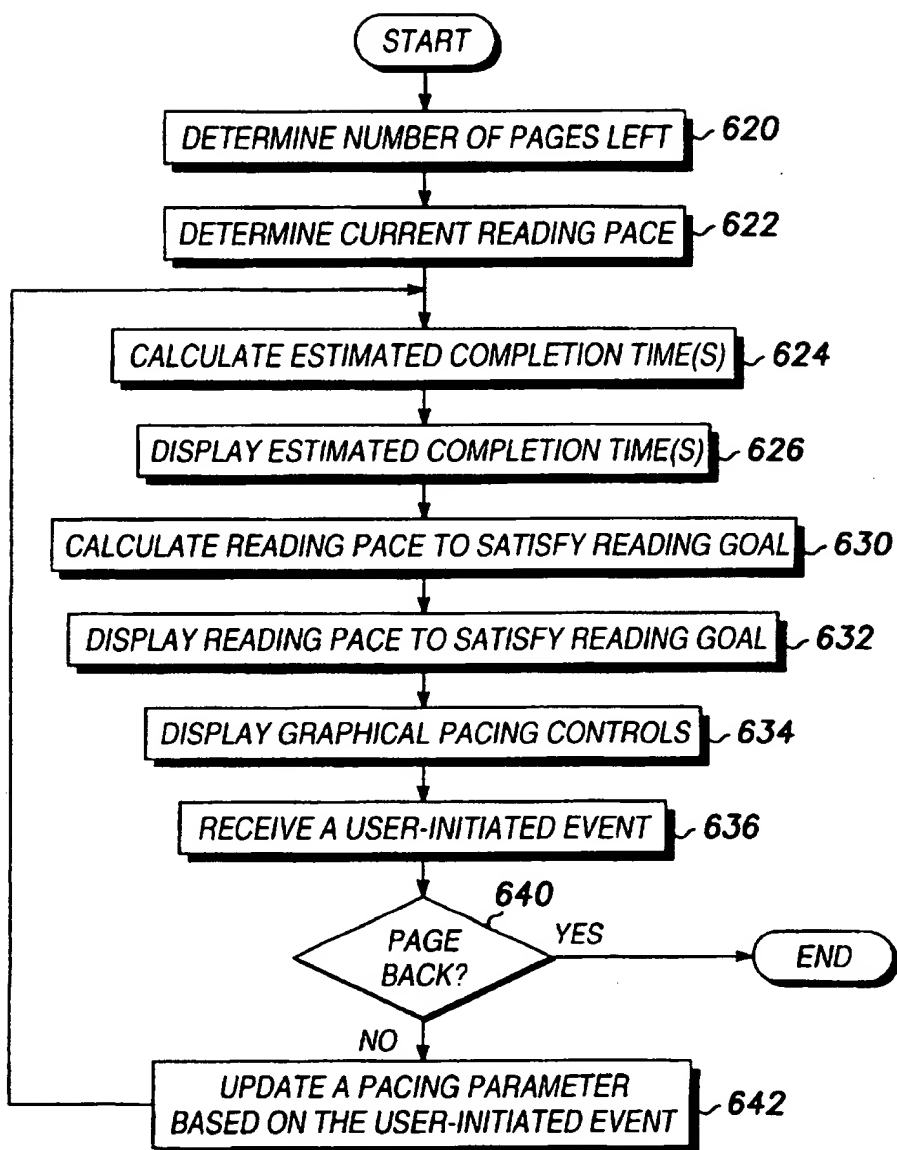 START
DETERMINE NUMBER OF PAGES LEFT 620
DETERMINE CURRENT READING PACE 622
CALCULATE ESTIMATED COMPLETION TIME(S) 624
DISPLAY ESTIMATED COMPLETION TIME(S) 626
CALCULATE READING PACE TO SATISFY READING GOAL 630
DISPLAY READING PACE TO SATISFY READING GOAL 632
DISPLAY GRAPHICAL PACING CONTROLS 634
RECEIVE A USER-INITIATED EVENT 636
640
PAGE
BACK?
YES
END
NO
UPDATE A PACING PARAMETER
BASED ON THE USER-INITIATED EVENT 642